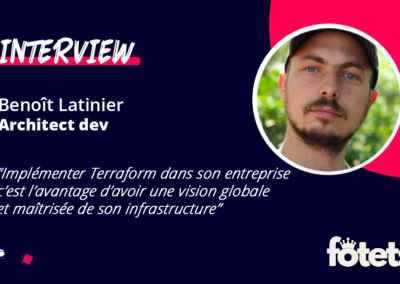 INTERVIEW
Benoît Latinier
Architect dev
“Implémenter Terraform dans son entreprise
c’est l’avantage d’avoir une vision globale
et maîtrisée de son infrastructure”